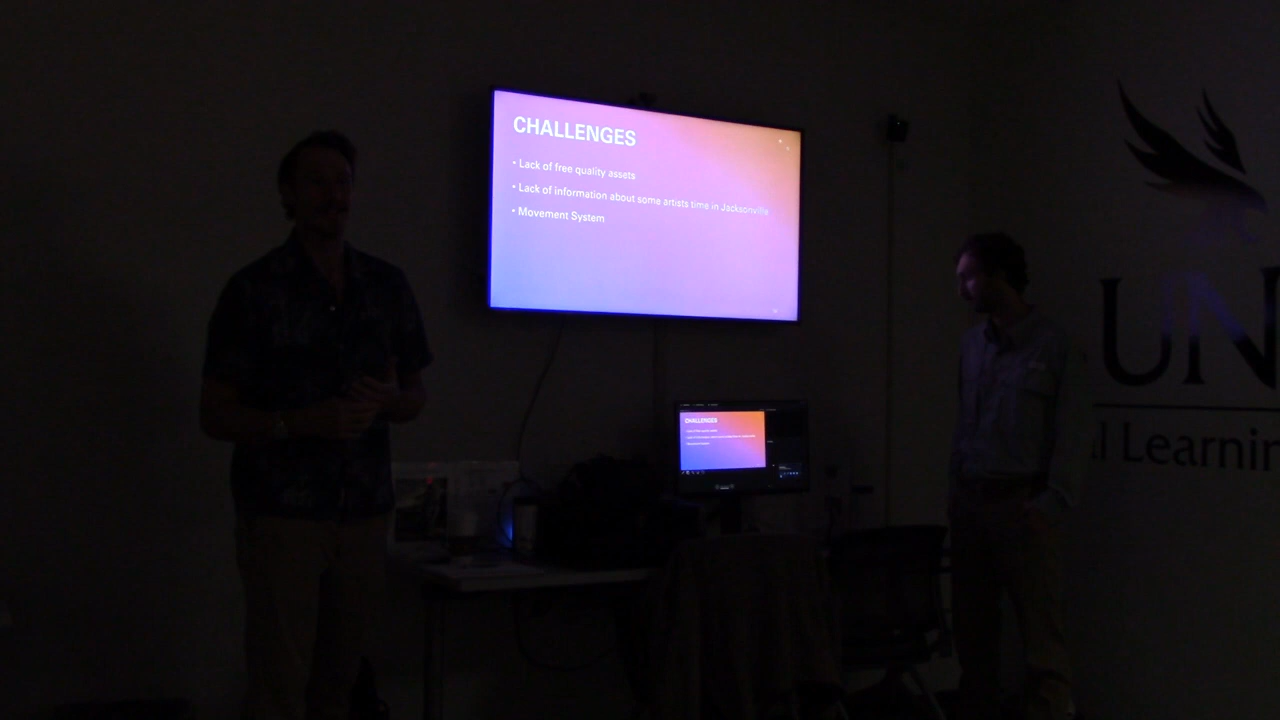 CHALLENGES
• Lack of free quality assets
• Lack of information about some artists time in Jacksonville
• Movement System
CHALLENGES
UN
l Learnin